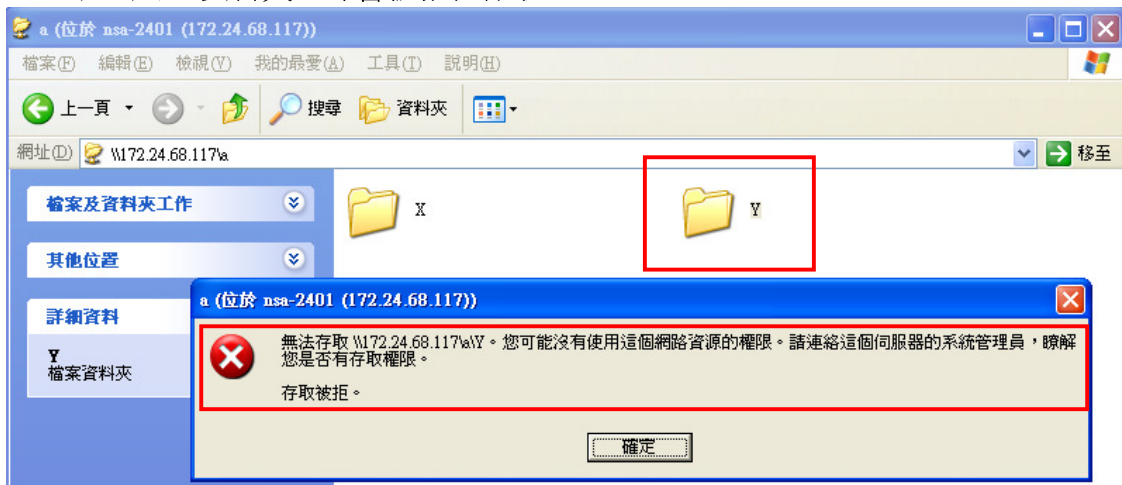 a (位於 nsa-2401 (172.24.68.117))
檔案(F) 編輯(E) 檢視(V) 我的最愛(A) 工具(T) 說明(H)
上一頁 搜尋 資料夾
網址(D) \\172.24.68.117\a 移至
檔案及資料夾工作
X
Y
其他位置
詳細資料
Y
檔案資料夾
a (位於 nsa-2401 (172.24.68.117))
無法存取 \\172.24.68.117\a\Y。您可能沒有使用這個網路資源的權限。請連絡這個伺服器的系統管理員，瞭解
您是否有存取權限。
存取被拒。
確定